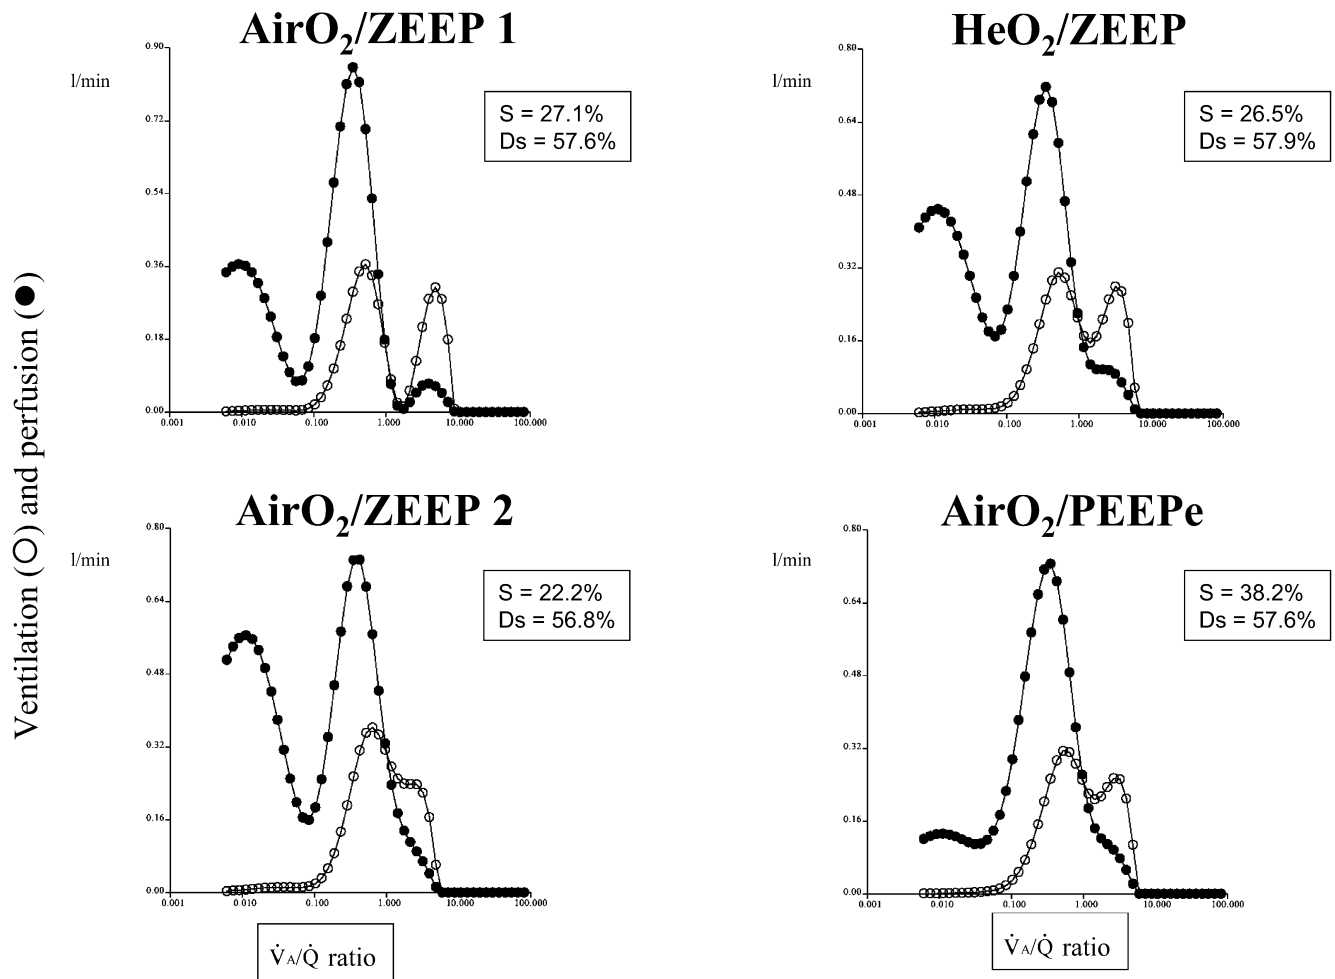 AirO2/ZEEP 1
l/min
0.90
0.72
0.54
0.36
0.18
0.00
0.001
0.010
0.100
1.000
10.000
100.000
S = 27.1%
Ds = 57.6%
HeO2/ZEEP
l/min
0.80
0.64
0.48
0.32
0.16
0.00
0.001
0.010
0.100
1.000
10.000
100.000
S = 26.5%
Ds = 57.9%
Ventilation (○) and perfusion (●)
AirO2/ZEEP 2
l/min
0.80
0.64
0.48
0.32
0.16
0.00
0.001
0.010
0.100
1.000
10.000
100.000
S = 22.2%
Ds = 56.8%
V̇A/Q̇ ratio
AirO2/PEEPe
l/min
0.80
0.64
0.48
0.32
0.16
0.00
0.001
0.010
0.100
1.000
10.000
100.000
S = 38.2%
Ds = 57.6%
V̇A/Q̇ ratio